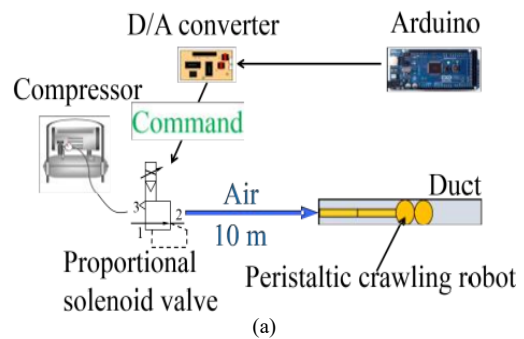 D/A converter
Arduino
Compressor
Command
3
2
1
Air
10 m
Duct
Proportional
solenoid valve
Peristaltic crawling robot
(a)